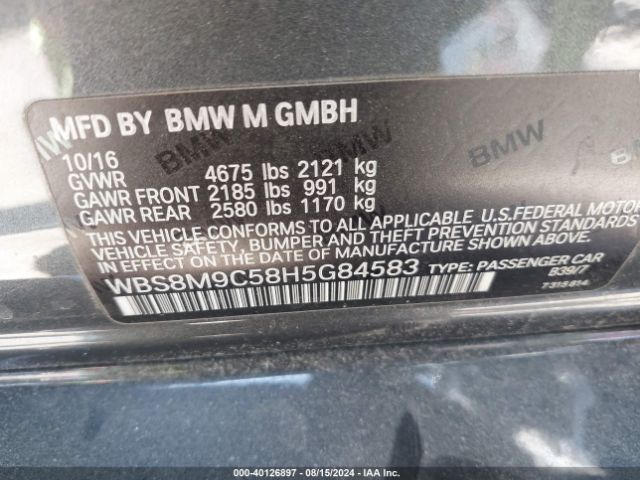 MFD BY BMW M GMBH
10/16
GVWR 4675 lbs 2121 kg
GAWR FRONT 2185 lbs 991 kg
GAWR REAR 2580 lbs 1170 kg
THIS VEHICLE CONFORMS TO ALL APPLICABLE U.S.FEDERAL MOTOR
VEHICLE SAFETY, BUMPER AND THEFT PREVENTION STANDARDS
IN EFFECT ON THE DATE OF MANUFACTURE SHOWN ABOVE.
WBS8M9C58H5G84583 TYPE: PASSENGER CAR
B39/7
BMW
BMW
BMW
000-40126897 - 08/15/2024 - IAA Inc.